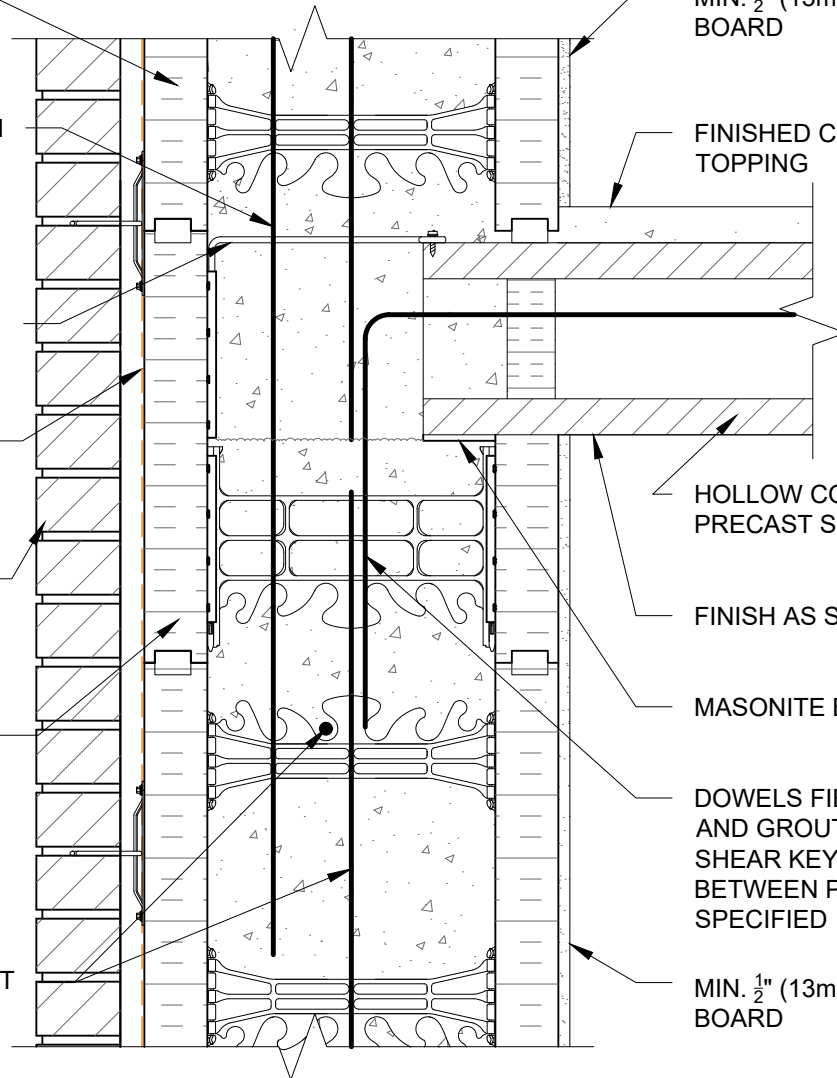 MIN. 1/2" (13m
BOARD
FINISHED C
TOPPING
HOLLOW CO
PRECAST S
FINISH AS S
MASONITE
DOWELS FIE
AND GROUT
SHEAR KEY
BETWEEN P
SPECIFIED
MIN. 1/2" (13m
BOARD
T